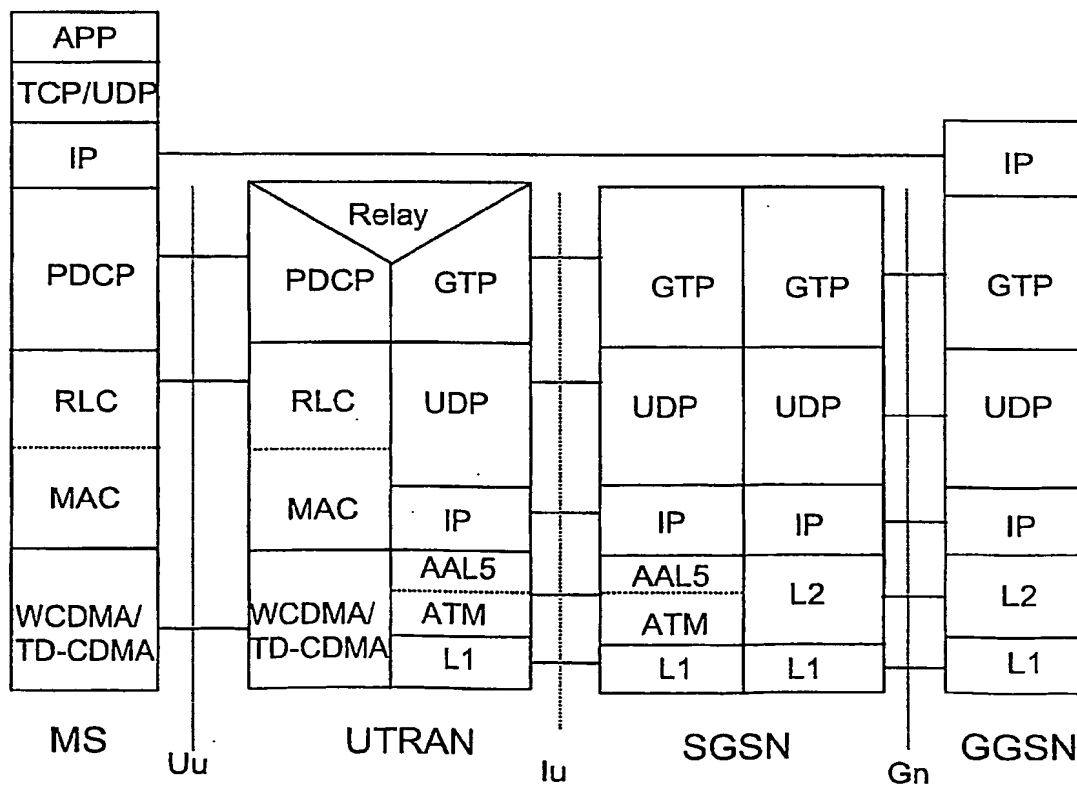 APP
TCP/UDP
IP
PDCP
RLC
MAC
WCDMA/
TD-CDMA
MS
Uu
Relay
PDCP
GTP
RLC
UDP
MAC
IP
WCDMA/
TD-CDMA
AAL5
ATM
L1
UTRAN
Iu
GTP
GTP
UDP
UDP
IP
IP
AAL5
ATM
L2
L1
L1
SGSN
Gn
IP
GTP
UDP
IP
L2
L1
GGSN